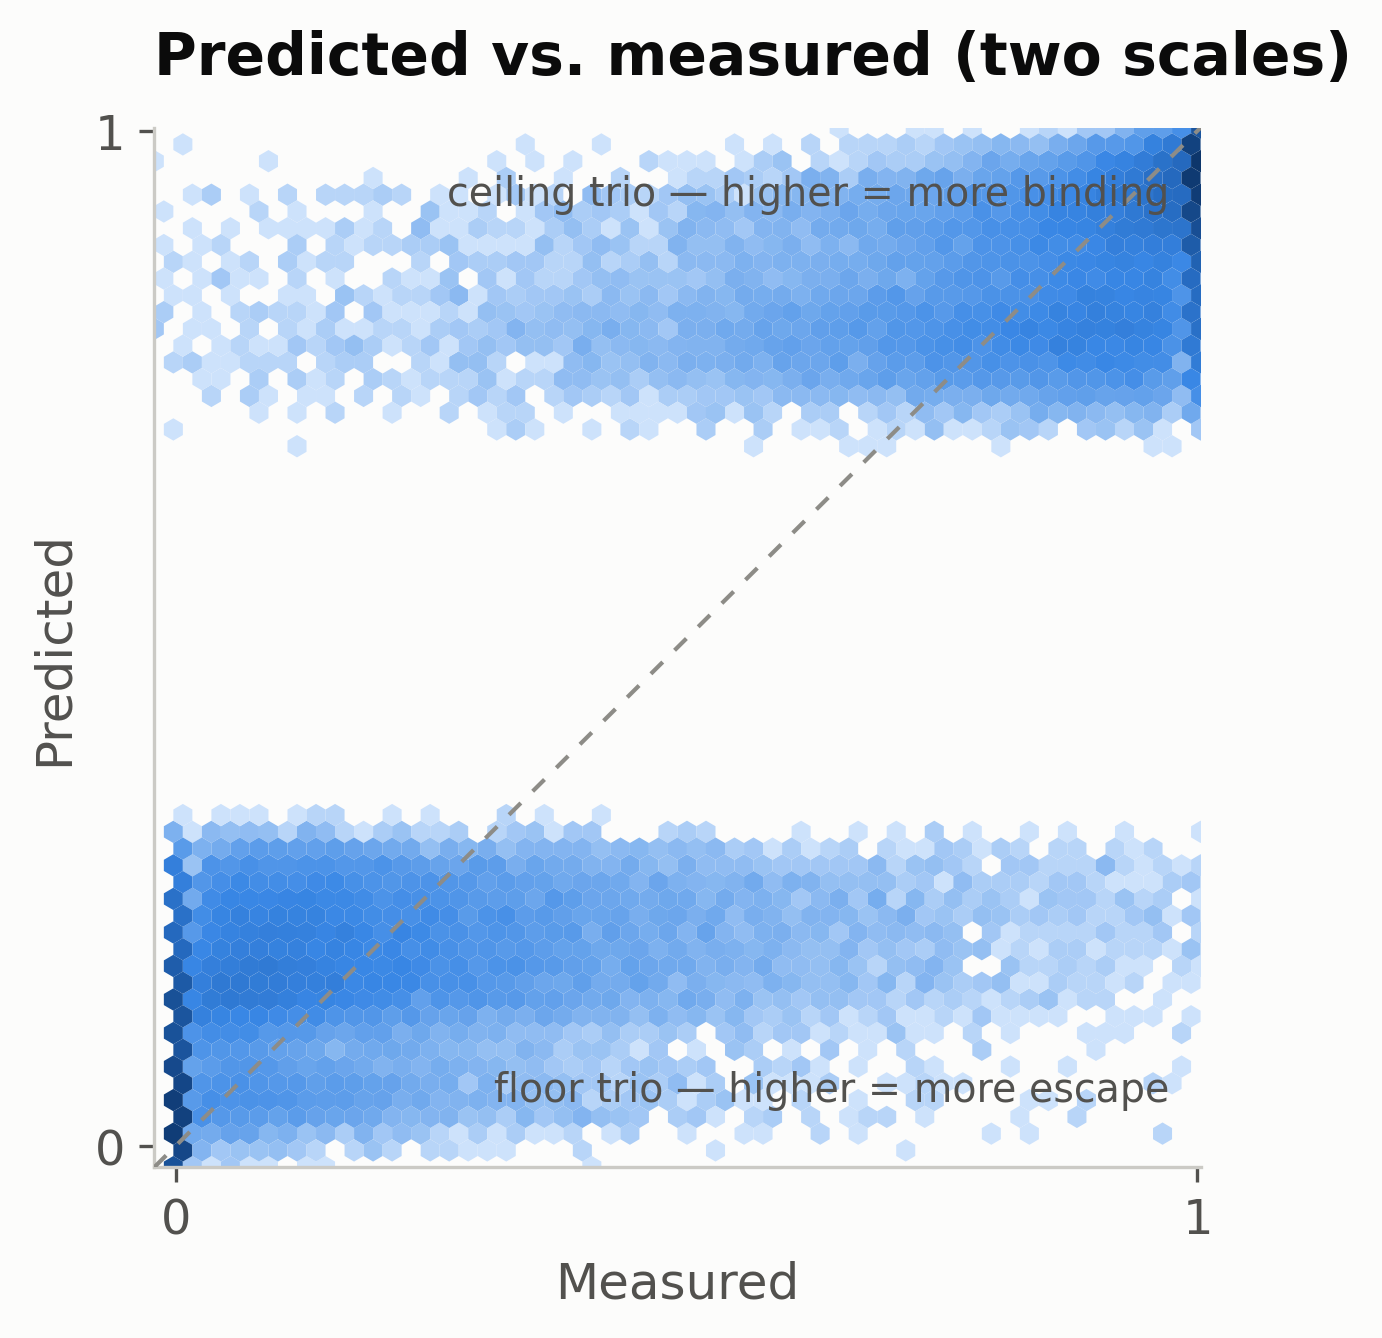 Predicted vs. measured (two scales)
1
ceiling trio — higher = more binding
Predicted
floor trio — higher = more escape
0
0
1
Measured